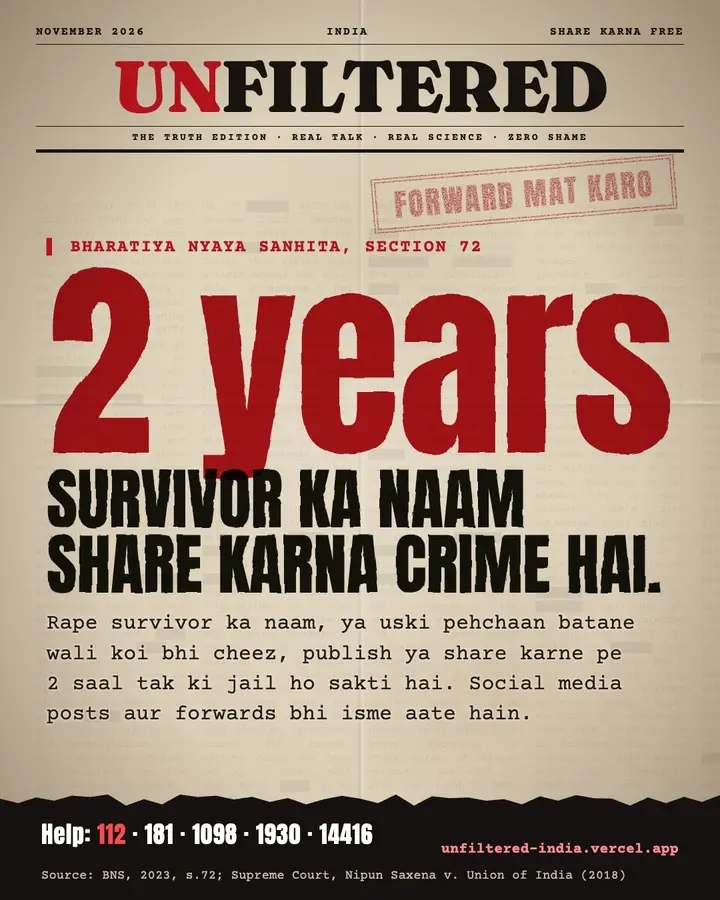 NOVEMBER 2026 INDIA SHARE KARNA FREE
UNFILTERED
THE TRUTH EDITION · REAL TALK · REAL SCIENCE · ZERO SHAME
FORWARD MAT KARO
BHARATIYA NYAYA SANHITA, SECTION 72
2 years
SURVIVOR KA NAAM
SHARE KARNA CRIME HAI.
Rape survivor ka naam, ya uski pehchaan batane
wali koi bhi cheez, publish ya share karne pe
2 saal tak ki jail ho sakti hai. Social media
posts aur forwards bhi isme aate hain.
Help: 112 · 181 · 1098 · 1930 · 14416
unfiltered-india.vercel.app
Source: BNS, 2023, s.72; Supreme Court, Nipun Saxena v. Union of India (2018)